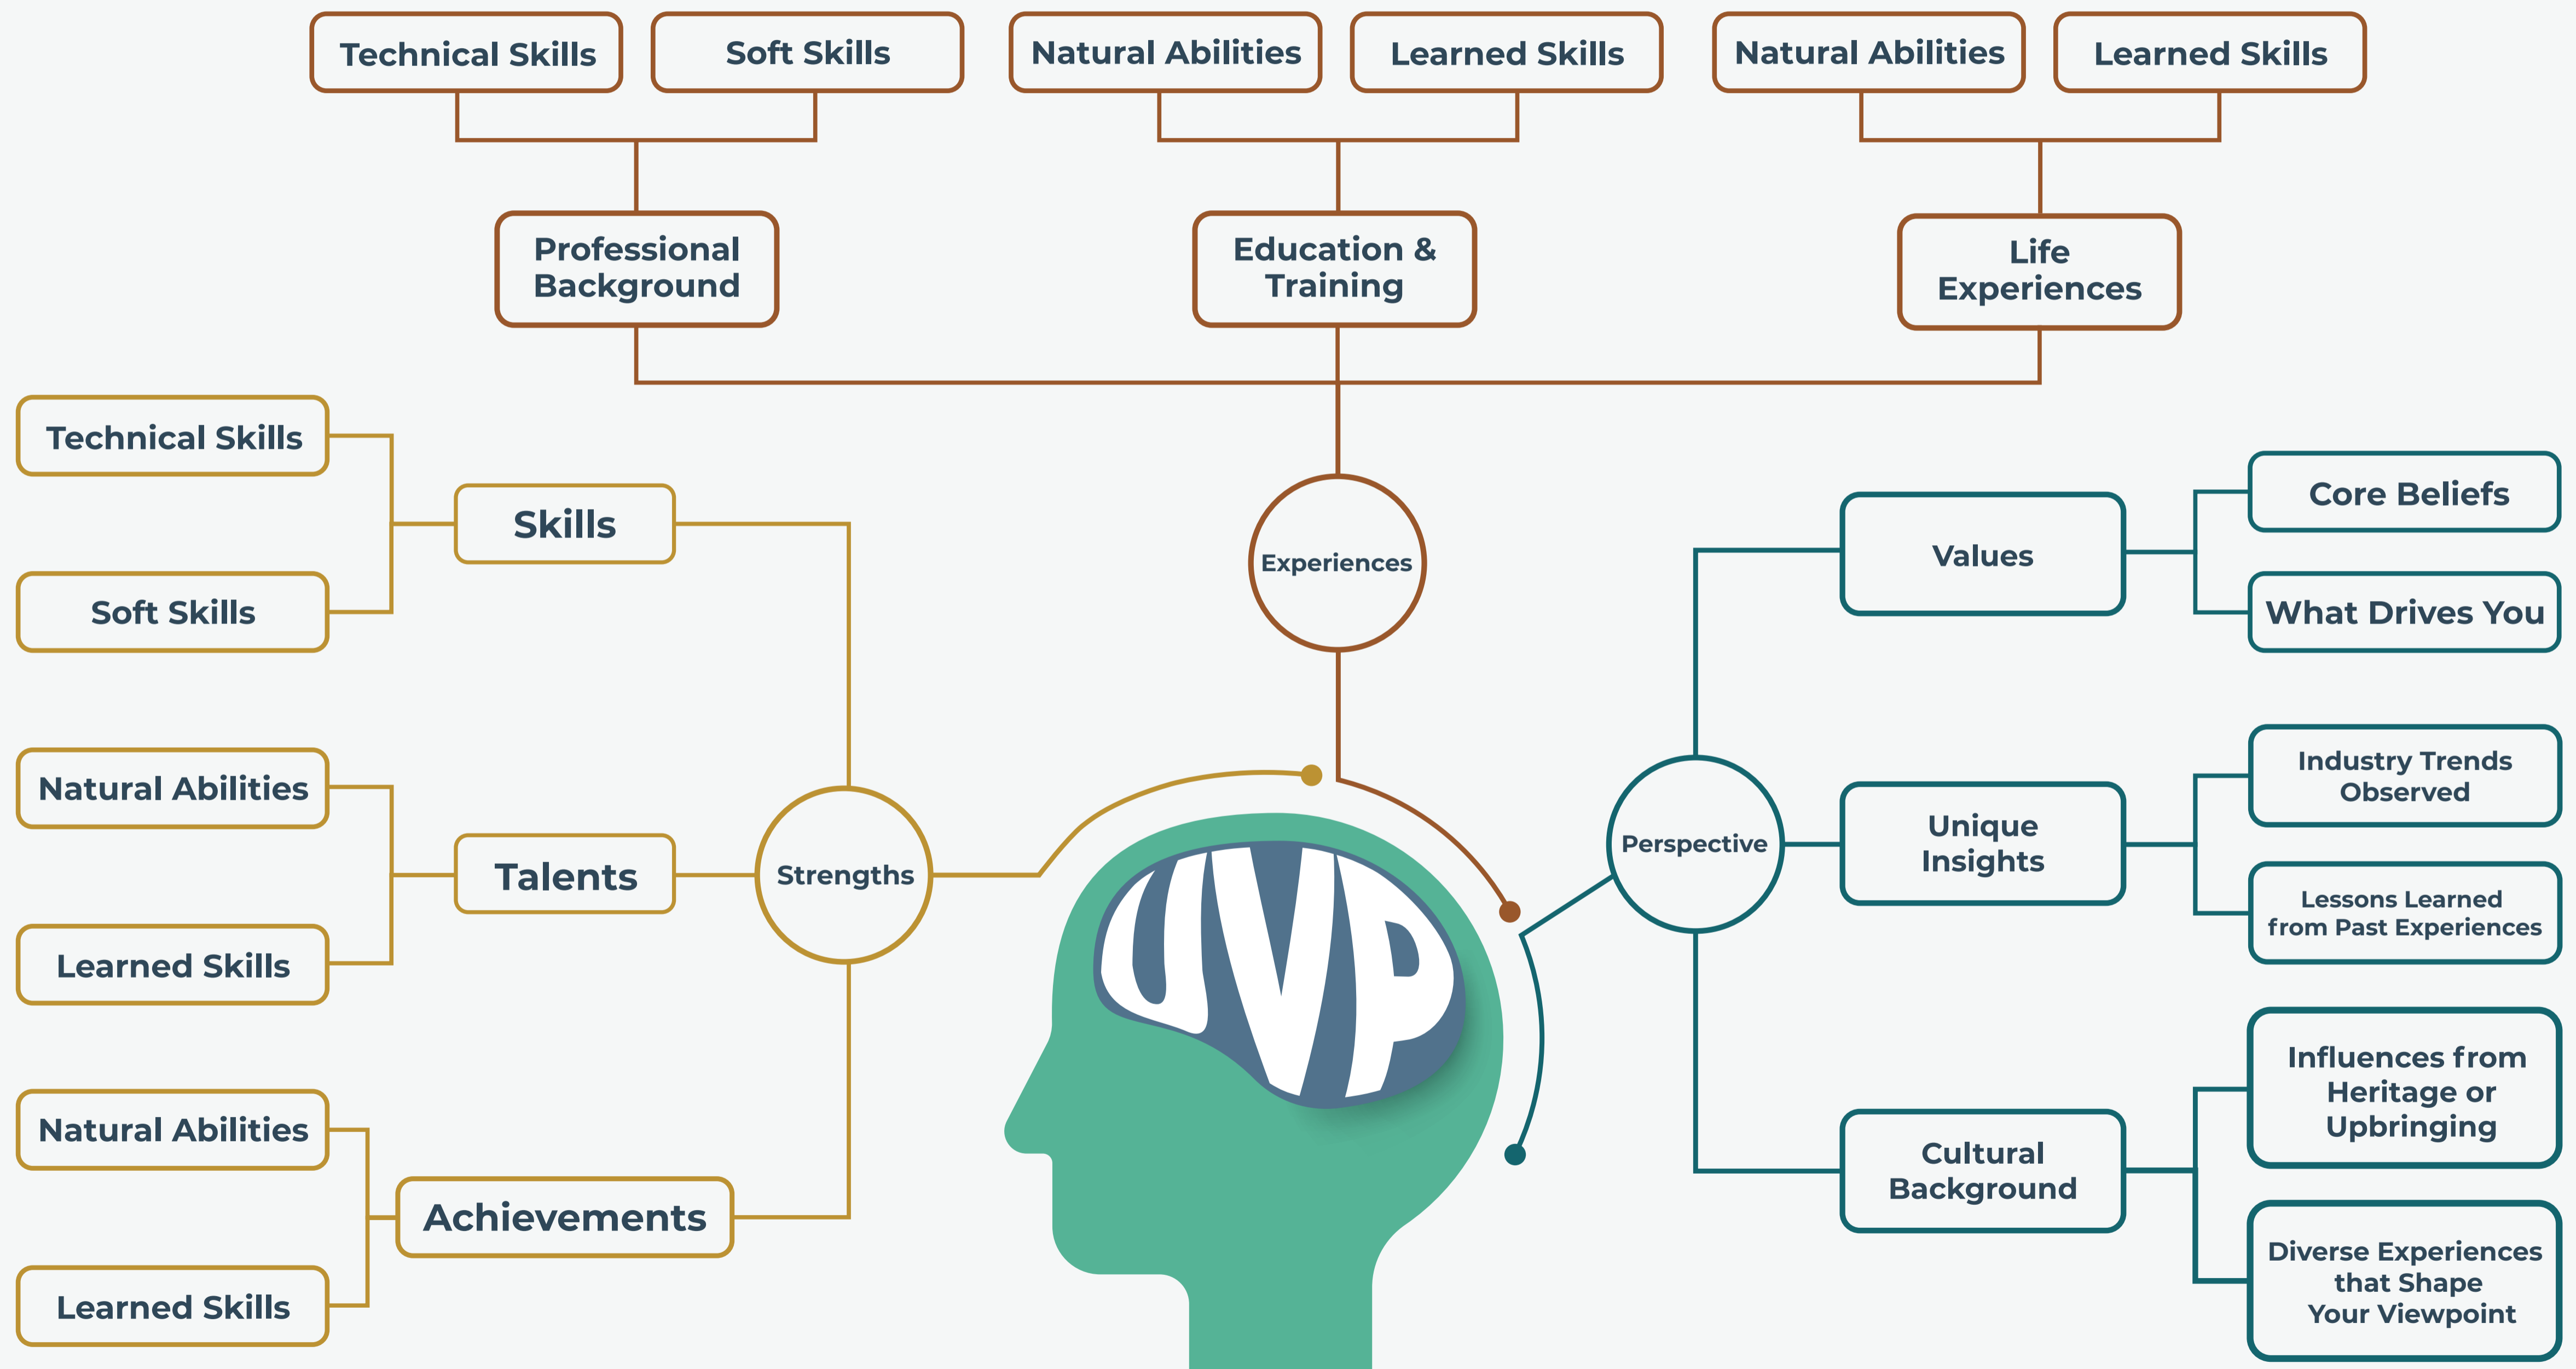 Technical Skills
Soft Skills
Natural Abilities
Learned Skills
Natural Abilities
Learned Skills
Professional
Background
Education &
Training
Life
Experiences
Experiences
Technical Skills
Soft Skills
Skills
Natural Abilities
Learned Skills
Talents
Natural Abilities
Learned Skills
Achievements
Strengths
UVP
Perspective
Values
Core Beliefs
What Drives You
Unique
Insights
Industry Trends
Observed
Lessons Learned
from Past Experiences
Cultural
Background
Influences from
Heritage or
Upbringing
Diverse Experiences
that Shape
Your Viewpoint